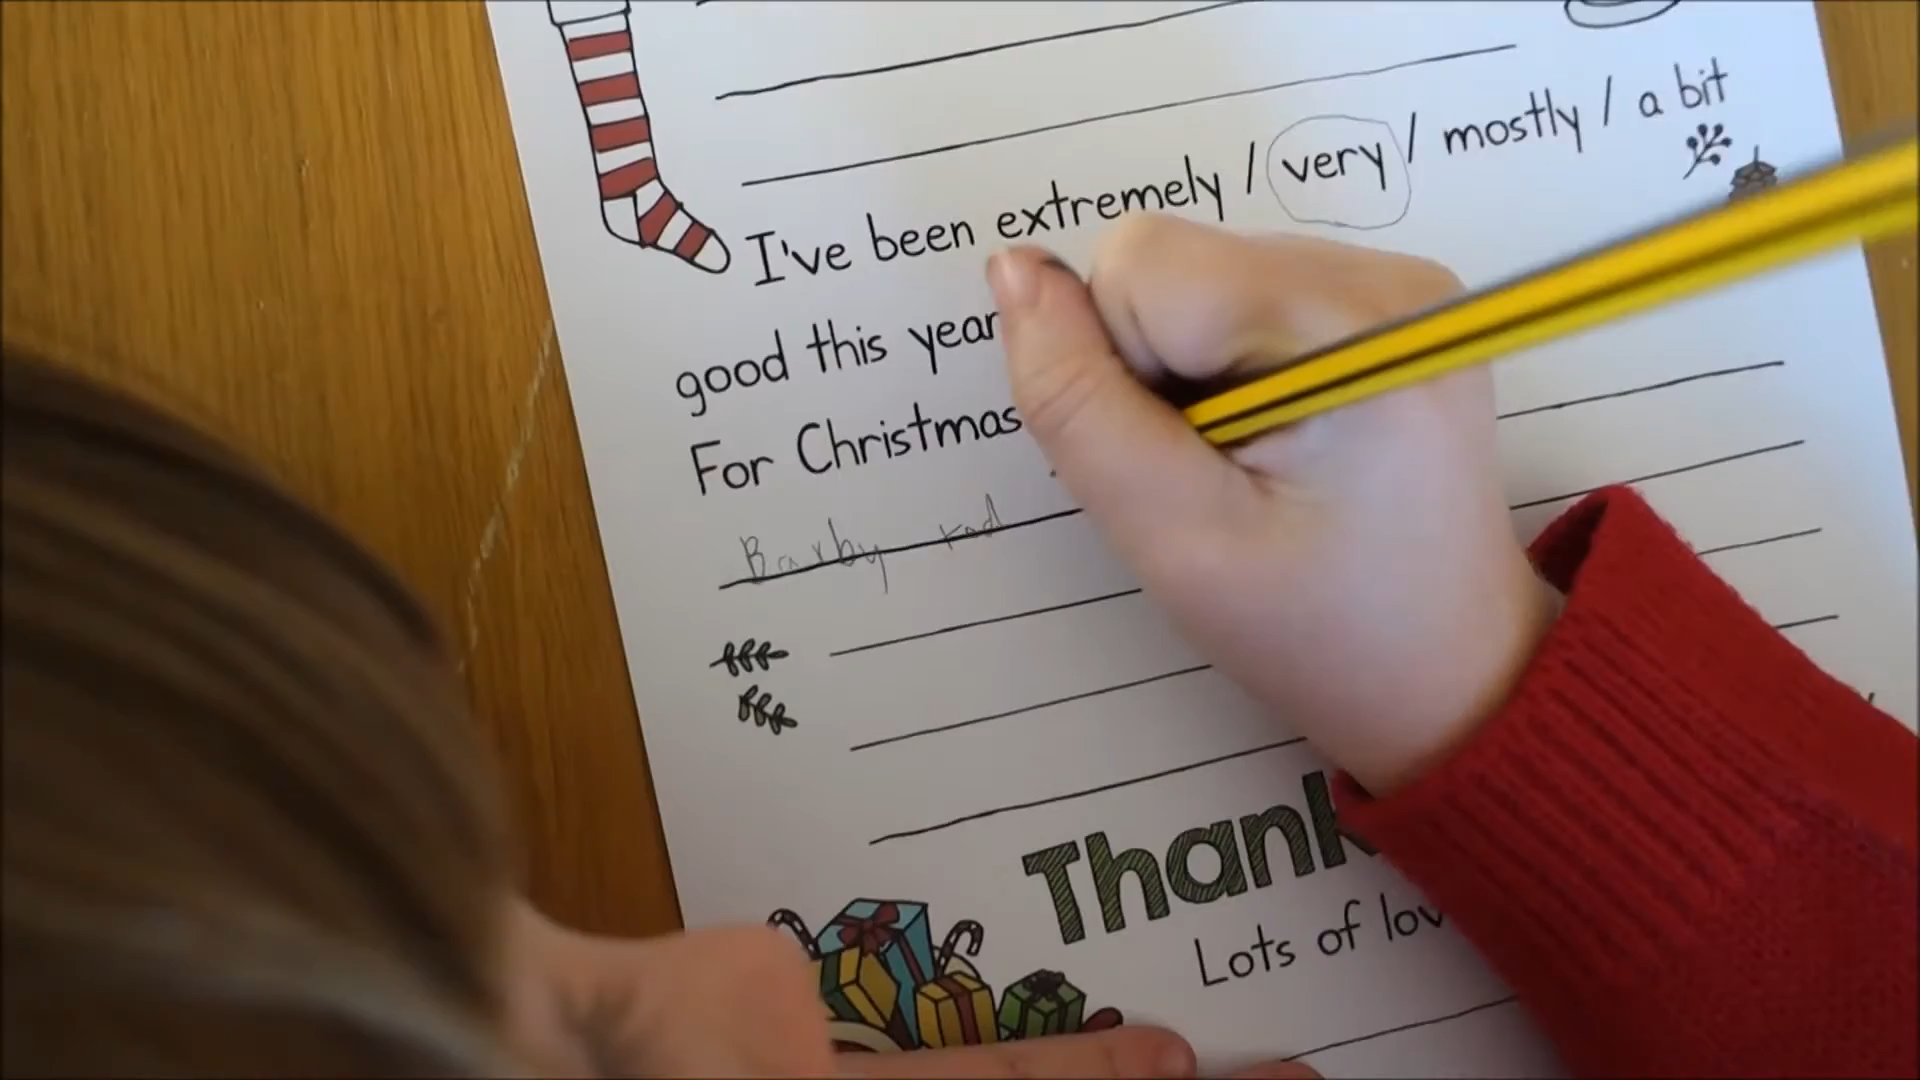 I've been extremely / very / mostly / a bit
good this year
For Christmas
Barby
Thank
Lots of lov